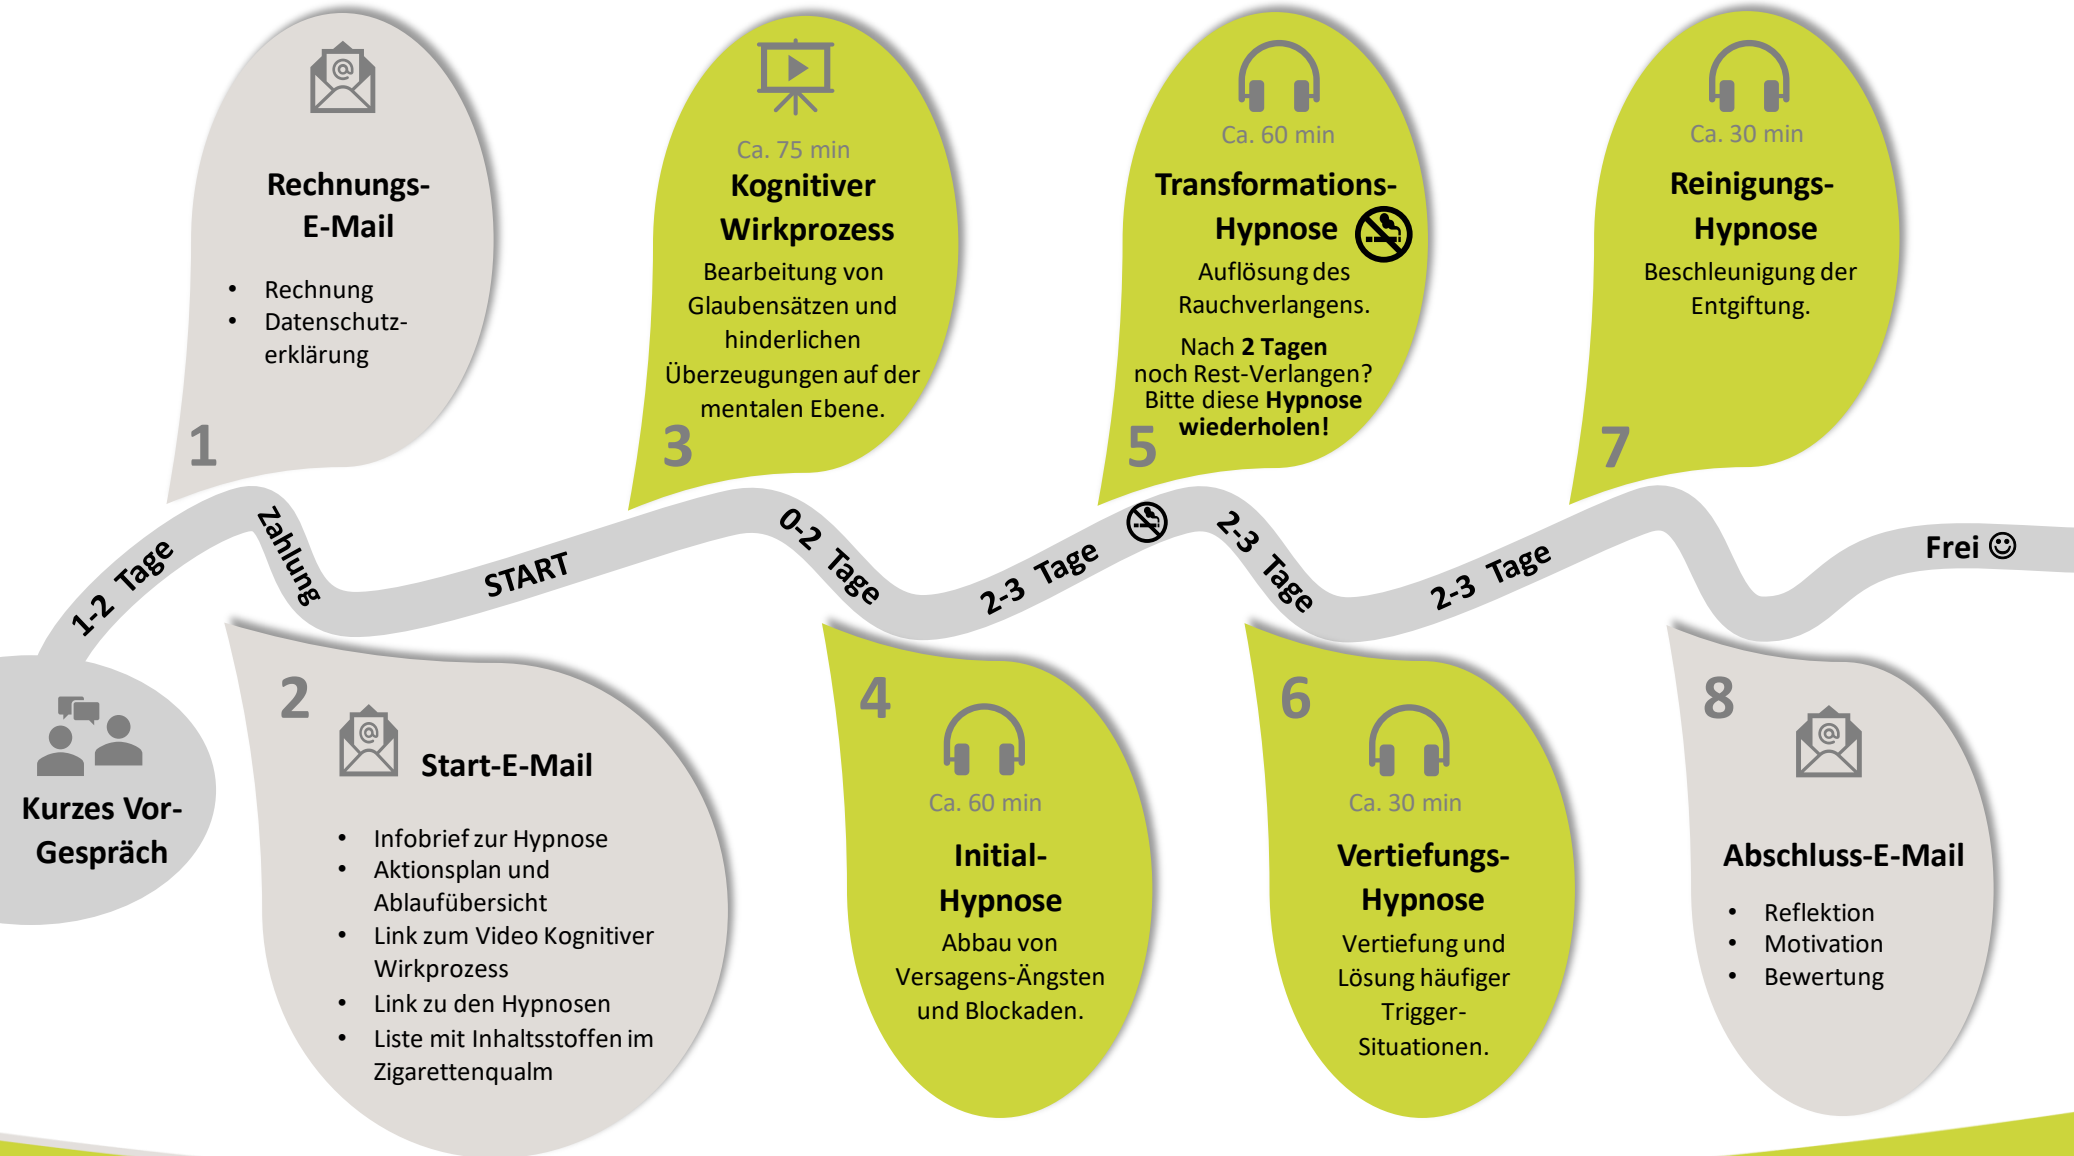 Kurzes Vor-
Gespräch
1-2 Tage
1
@
Rechnungs-
E-Mail
• Rechnung
• Datenschutz-
erklärung
Zahlung
2
@
Start-E-Mail
• Infobrief zur Hypnose
• Aktionsplan und
Ablaufübersicht
• Link zum Video Kognitiver
Wirkprozess
• Link zu den Hypnosen
• Liste mit Inhaltsstoffen im
Zigarettenqualm
START
3
Ca. 75 min
Kognitiver
Wirkprozess
Bearbeitung von
Glaubensätzen und
hinderlichen
Überzeugungen auf der
mentalen Ebene.
0-2 Tage
4
Ca. 60 min
Initial-
Hypnose
Abbau von
Versagens-Ängsten
und Blockaden.
2-3 Tage
5
Ca. 60 min
Transformations-
Hypnose
Auflösung des
Rauchverlangens.
Nach 2 Tagen
noch Rest-Verlangen?
Bitte diese Hypnose
wiederholen!
2-3 Tage
6
Ca. 30 min
Vertiefungs-
Hypnose
Vertiefung und
Lösung häufiger
Trigger-
Situationen.
2-3 Tage
7
Ca. 30 min
Reinigungs-
Hypnose
Beschleunigung der
Entgiftung.
8
@
Abschluss-E-Mail
• Reflektion
• Motivation
• Bewertung
Frei ☺